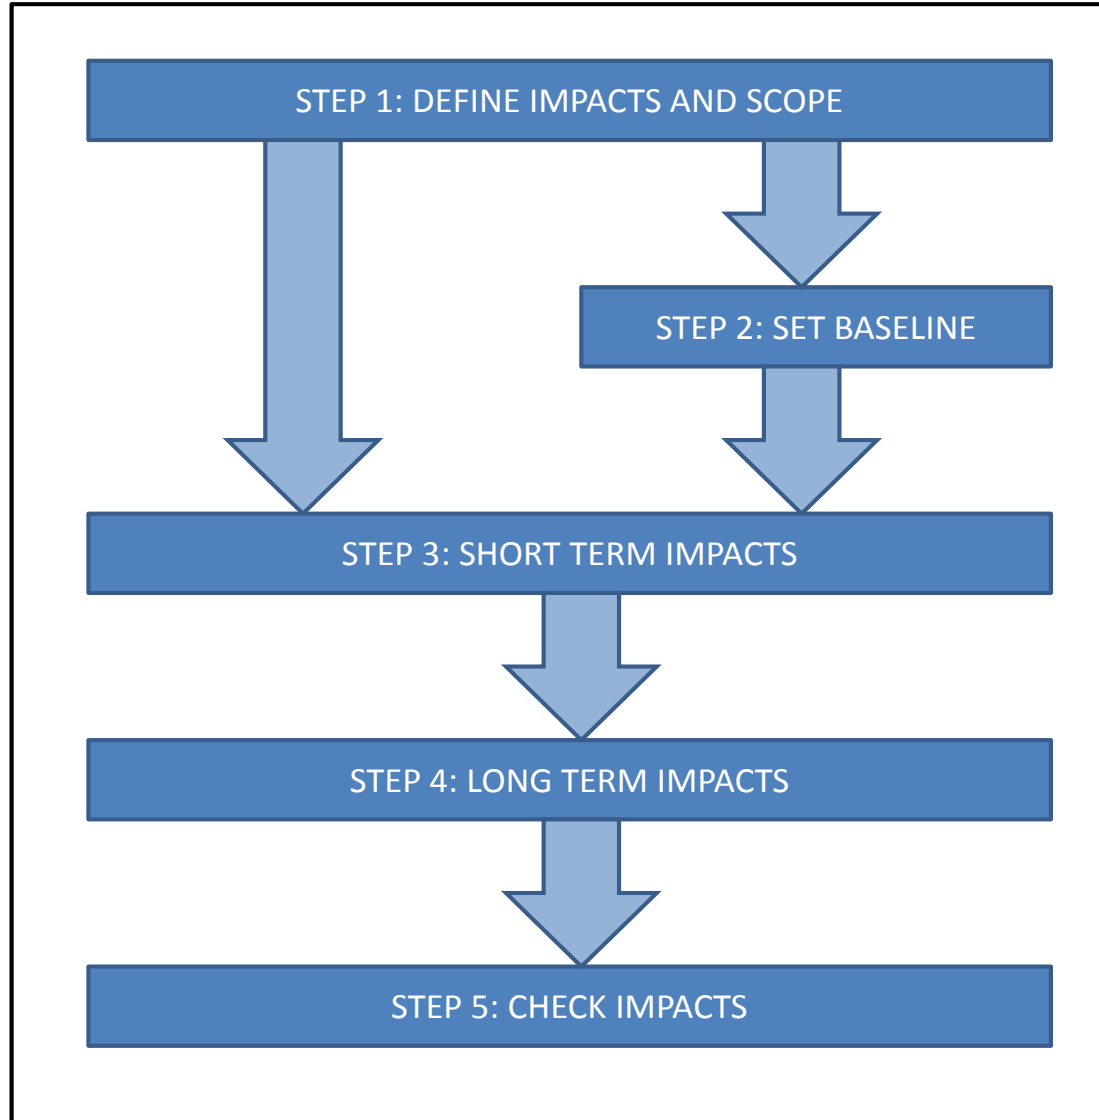 STEP 1: DEFINE IMPACTS AND SCOPE
STEP 2: SET BASELINE
STEP 3: SHORT TERM IMPACTS
STEP 4: LONG TERM IMPACTS
STEP 5: CHECK IMPACTS